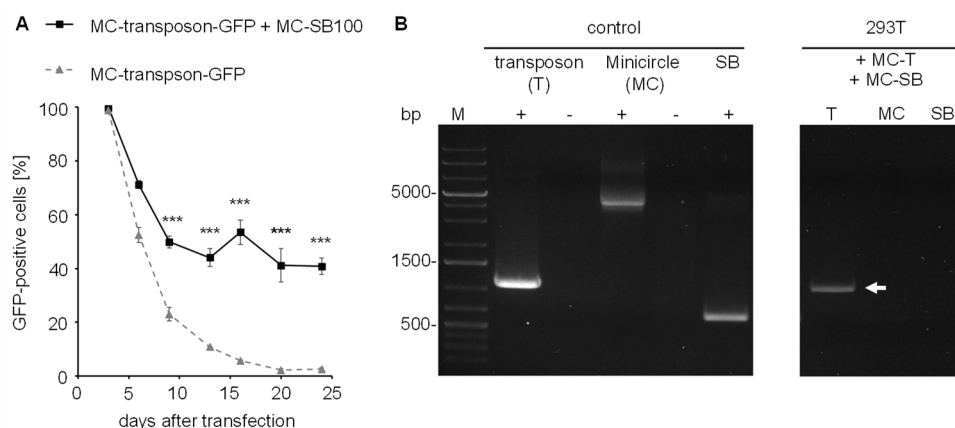 A
MC-transposon-GFP + MC-SB100
MC-transpson-GFP
GFP-positive cells [%]
100
80
60
40
20
0
***
***
***
***
***
0 5 10 15 20 25
days after transfection
B
control
293T
transposon (T)
Minicircle (MC)
SB
+ MC-T
+ MC-SB
bp M + - + - +
T MC SB
5000-
1500-
500-